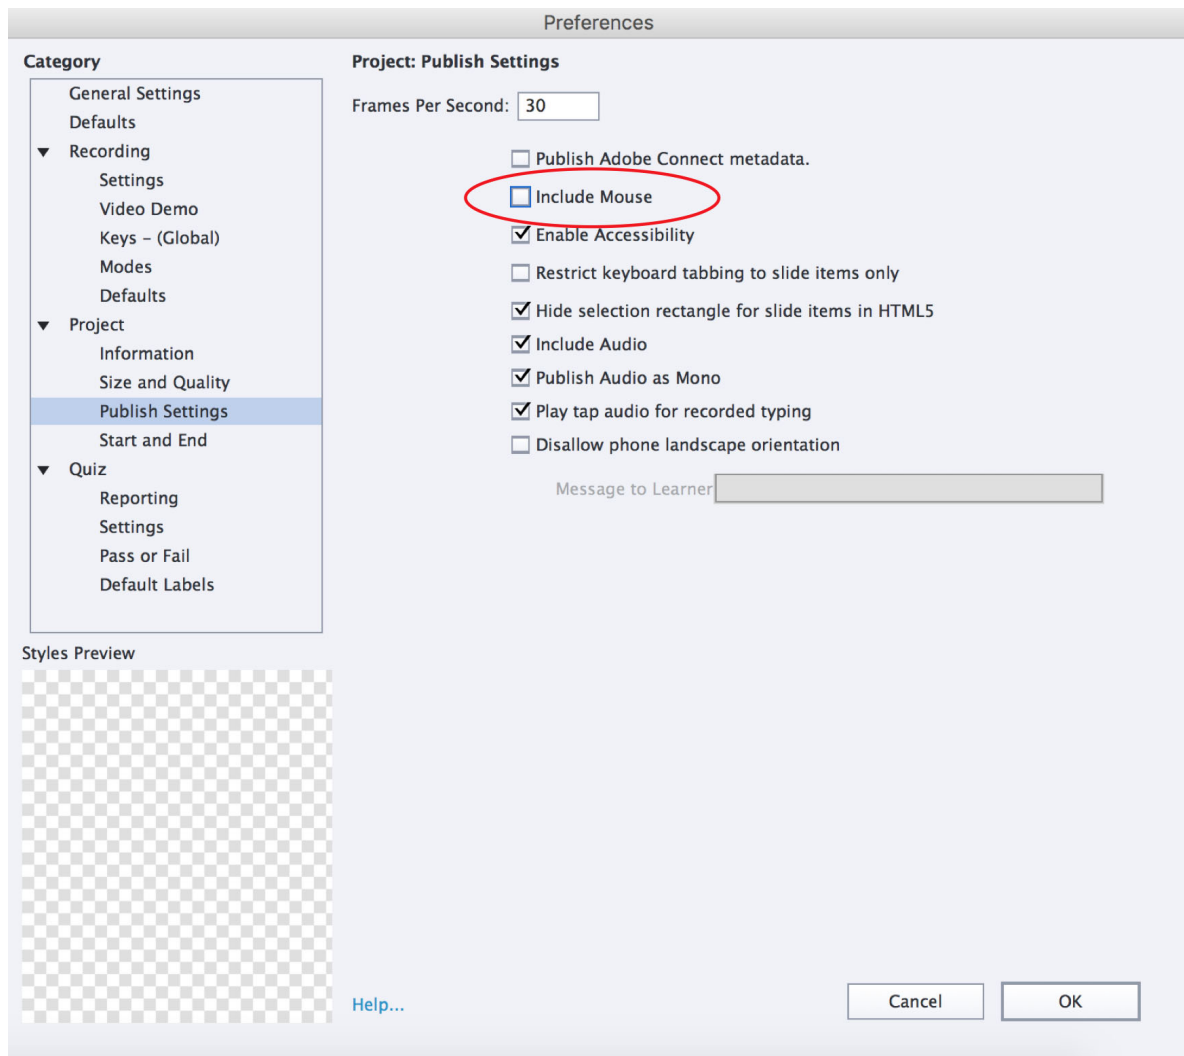 Preferences
Category
General Settings
Defaults
Recording
Settings
Video Demo
Keys – (Global)
Modes
Defaults
Project
Information
Size and Quality
Publish Settings
Start and End
Quiz
Reporting
Settings
Pass or Fail
Default Labels
Styles Preview
Project: Publish Settings
Frames Per Second: 30
Publish Adobe Connect metadata.
Include Mouse
Enable Accessibility
Restrict keyboard tabbing to slide items only
Hide selection rectangle for slide items in HTML5
Include Audio
Publish Audio as Mono
Play tap audio for recorded typing
Disallow phone landscape orientation
Message to Learner
Help...
Cancel
OK